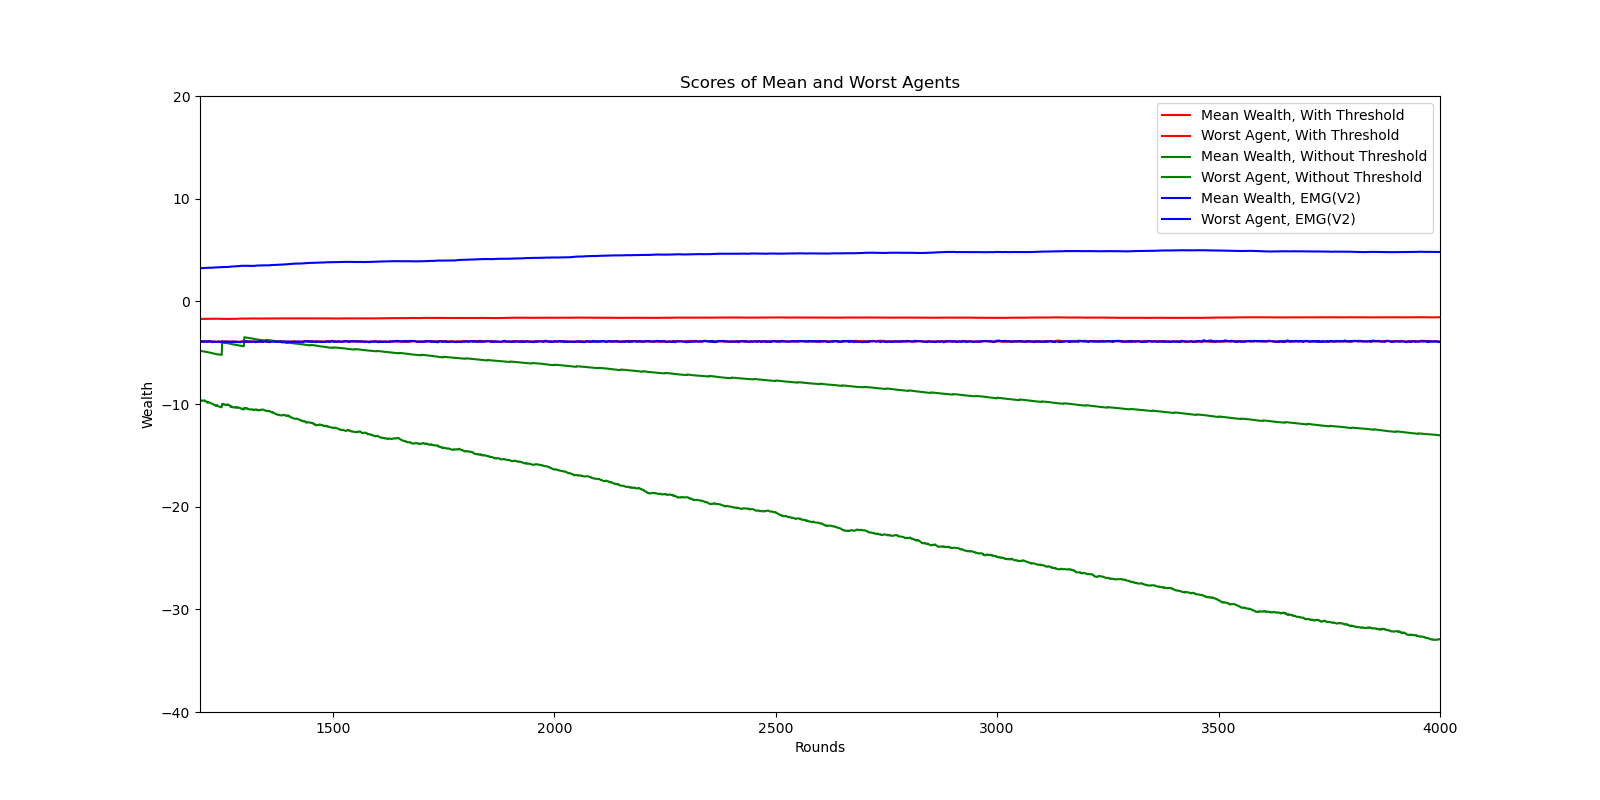 Scores of Mean and Worst Agents
20
10
0
−10
−20
−30
−40
Wealth
Mean Wealth, With Threshold
Worst Agent, With Threshold
Mean Wealth, Without Threshold
Worst Agent, Without Threshold
Mean Wealth, EMG(V2)
Worst Agent, EMG(V2)
1500 2000 2500 3000 3500 4000
Rounds